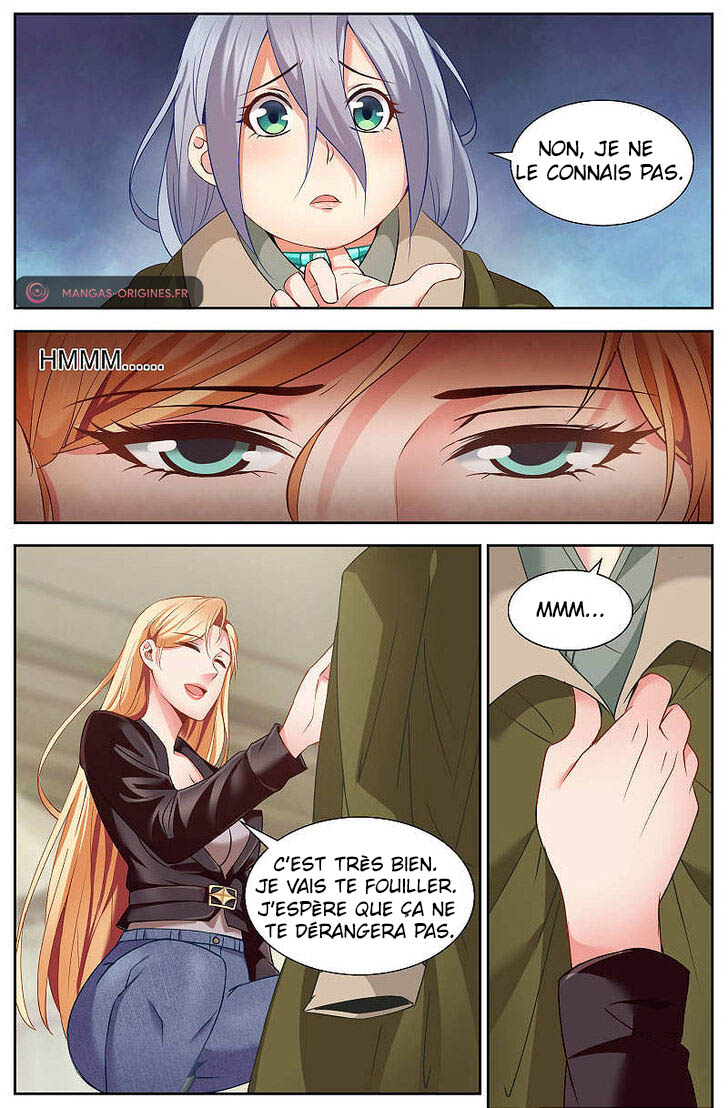 NON, JE NE
LE CONNAIS PAS.
MANGAS-ORIGINES.FR
HMMM......
MMM...
C'EST TRÈS BIEN.
JE VAIS TE FOUILLER.
J'ESPÈRE QUE ÇA NE
TE DÉRANGERA PAS.